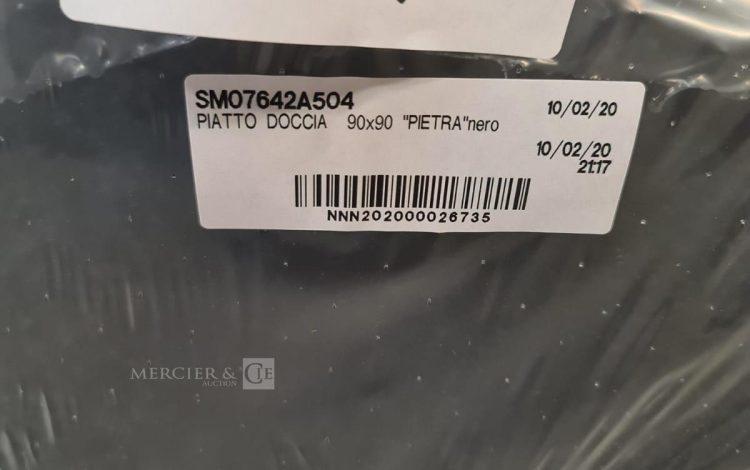 SM07642A504
10/02/20
PIATTO DOCCIA 90x90 "PIETRA"nero
10/02/20
21:17
NNN202000026735
MERCIER & CIE
AUCTION